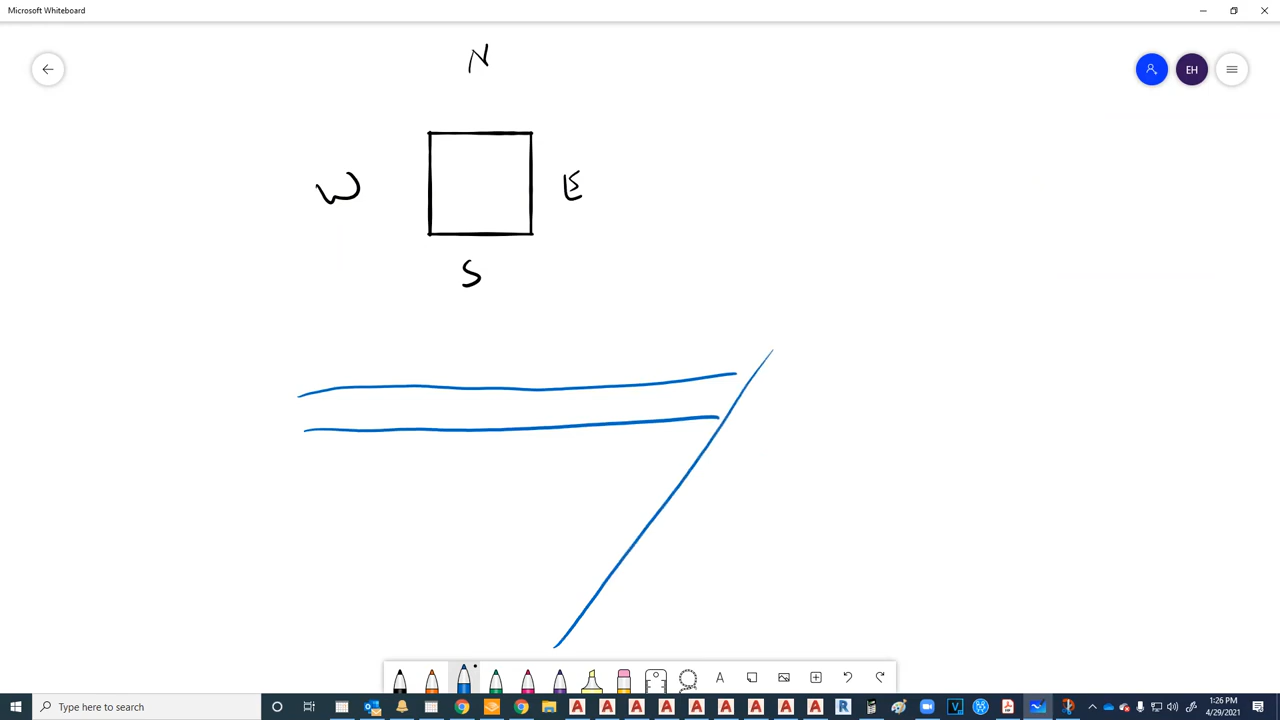 Microsoft Whiteboard
N
EH
W
E
S
A
Type here to search
1:26 PM
4/29/2021